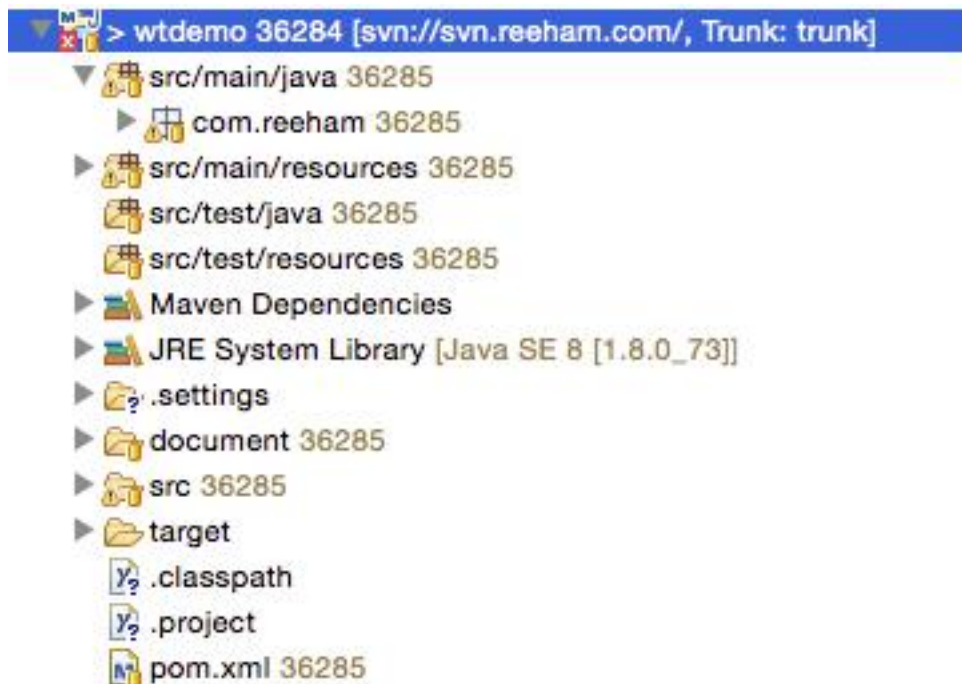 > wtdemo 36284 [svn://svn.reeham.com/, Trunk: trunk]
src/main/java 36285
com.reeham 36285
src/main/resources 36285
src/test/java 36285
src/test/resources 36285
Maven Dependencies
JRE System Library [Java SE 8 [1.8.0_73]]
.settings
document 36285
src 36285
target
.classpath
.project
pom.xml 36285